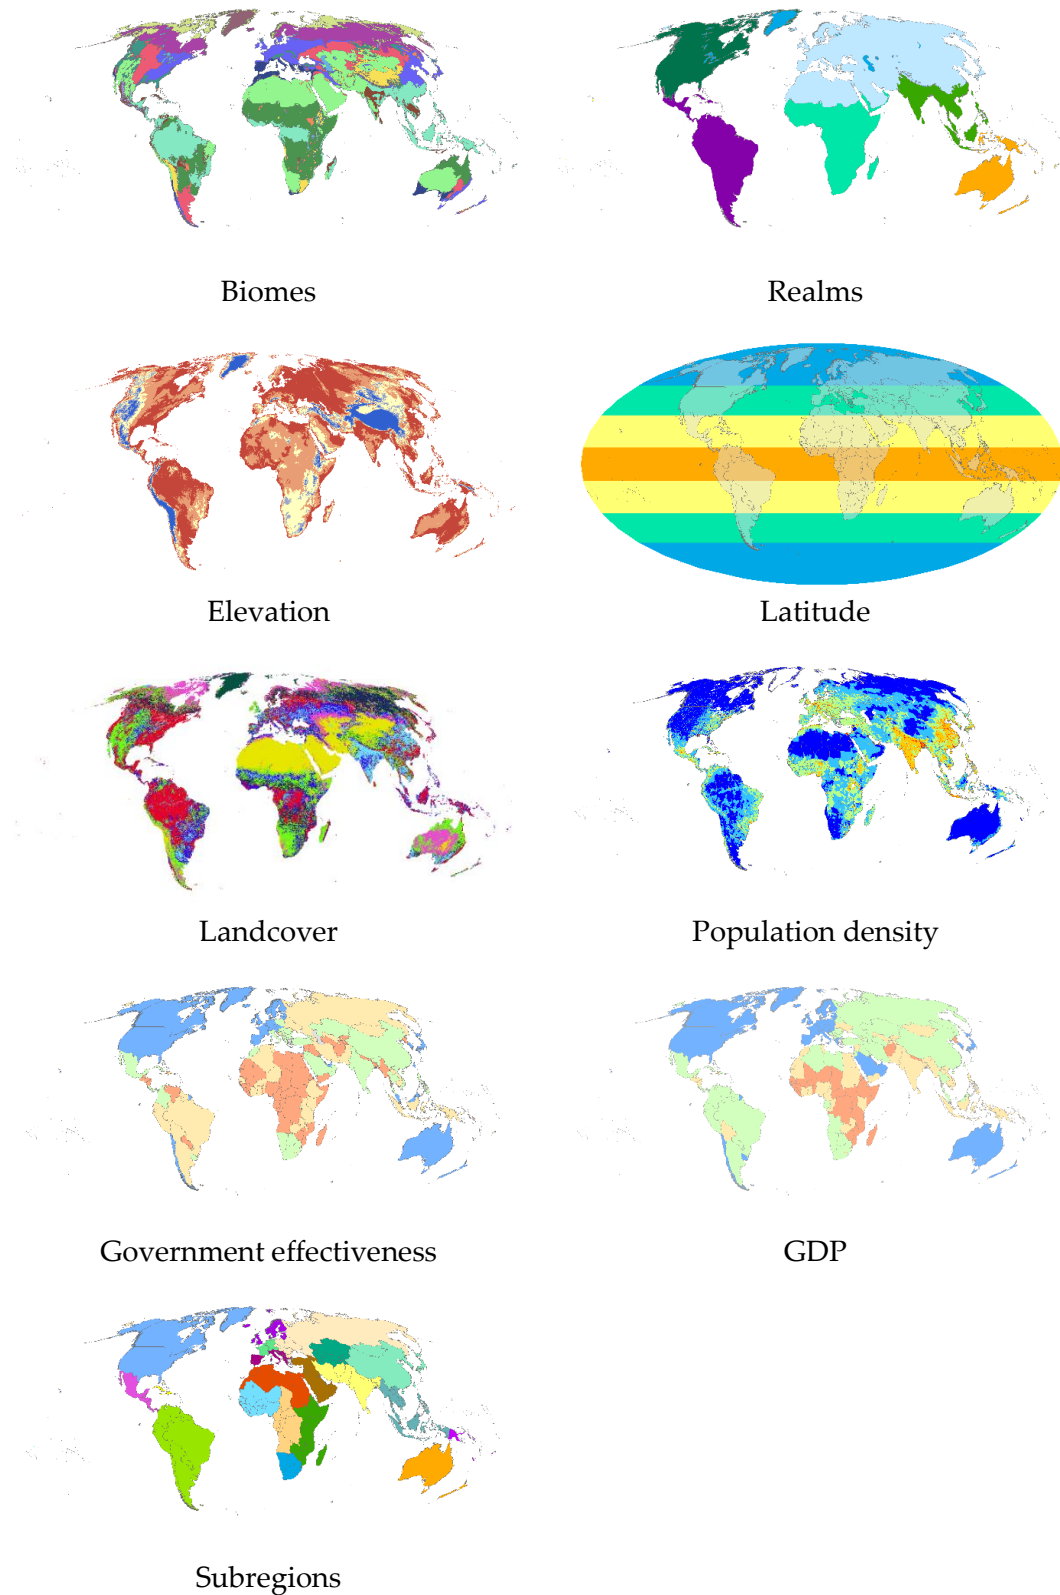 Biomes
Realms
Elevation
Latitude
Landcover
Population density
Government effectiveness
GDP
Subregions